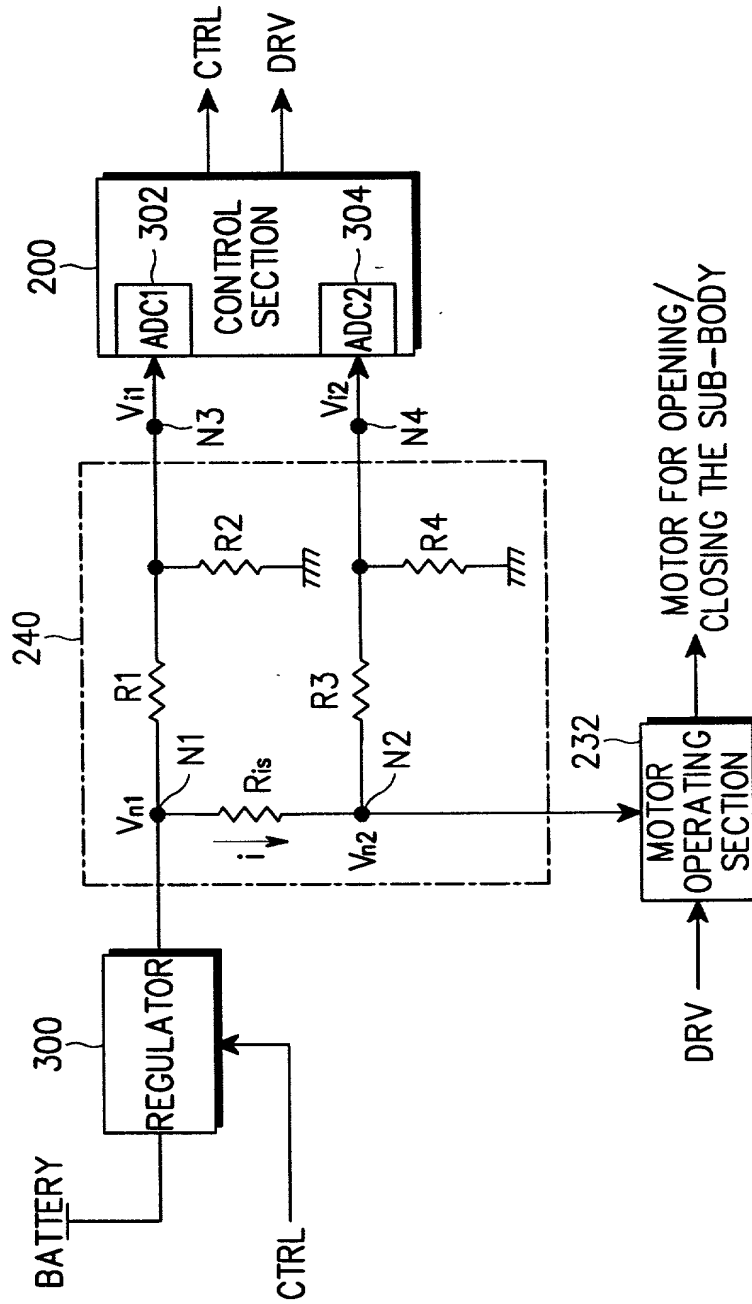 BATTERY
CTRL
300
REGULATOR
240
Vn1
N1
R1
R2
Ris
i
Vn2
N2
R3
R4
Vi1
N3
Vi2
N4
200
ADC1
302
CONTROL
SECTION
ADC2
304
CTRL
DRV
DRV
232
MOTOR
OPERATING
SECTION
MOTOR FOR OPENING/
CLOSING THE SUB-BODY